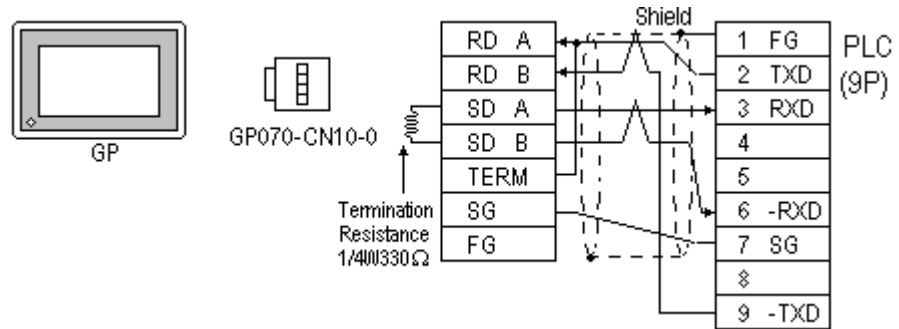 GP
GP070-CN10-0
Termination
Resistance
1/4W330Ω
RD A
RD B
SD A
SD B
TERM
SG
FG
Shield
1 FG
2 TXD
3 RXD
4
5
6 -RXD
7 SG
8
9 -TXD
PLC
(9P)